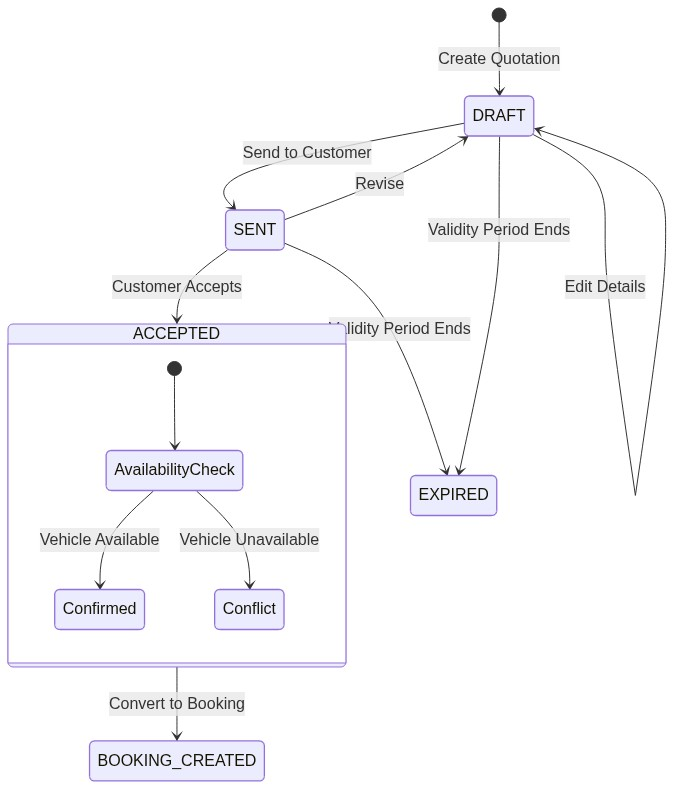 Create Quotation
DRAFT
Send to Customer
Revise
SENT
Validity Period Ends
Customer Accepts
Edit Details
Validity Period Ends
ACCEPTED
AvailabilityCheck
EXPIRED
Vehicle Available
Vehicle Unavailable
Confirmed
Conflict
Convert to Booking
BOOKING_CREATED